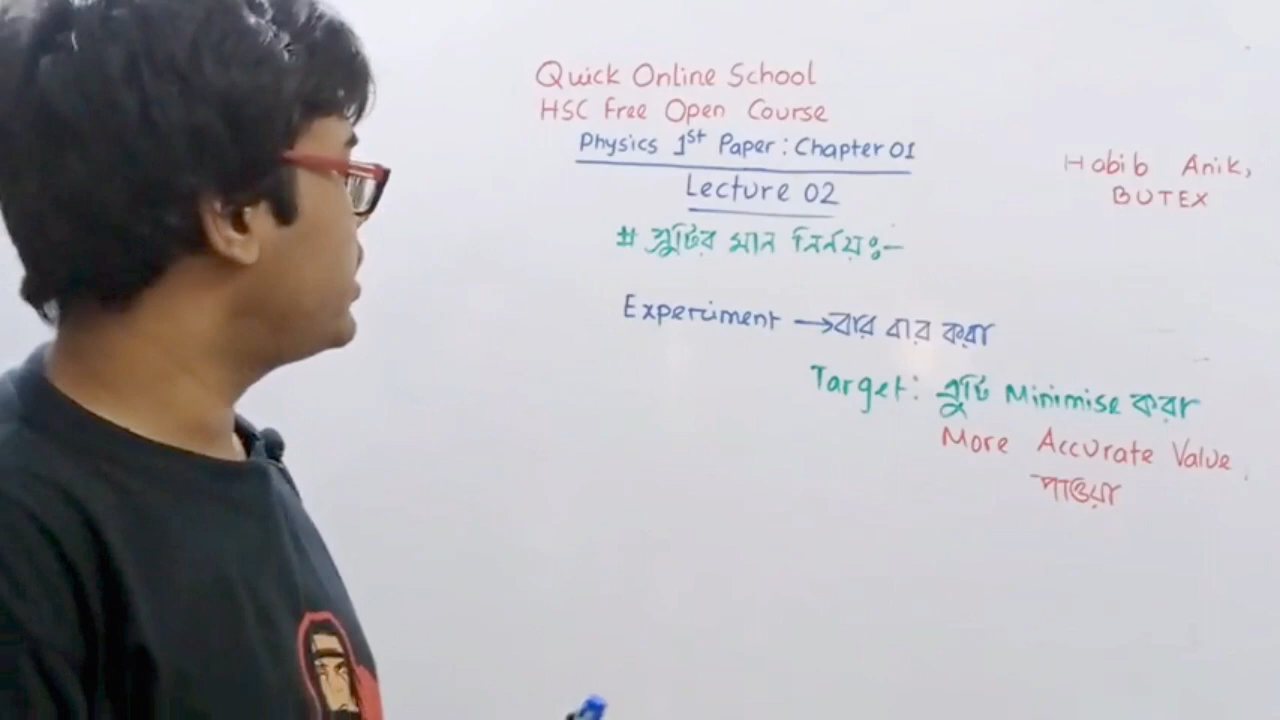 Quick Online School
HSC Free Open Course
Physics 1st Paper : Chapter 01
Lecture 02
Habib Anik,
BUTEX
# ত্রুটির মান নির্নয়ঃ-
Experiment → বার বার করা
Target: ত্রুটি Minimise করা
More Accurate Value
পাওয়া